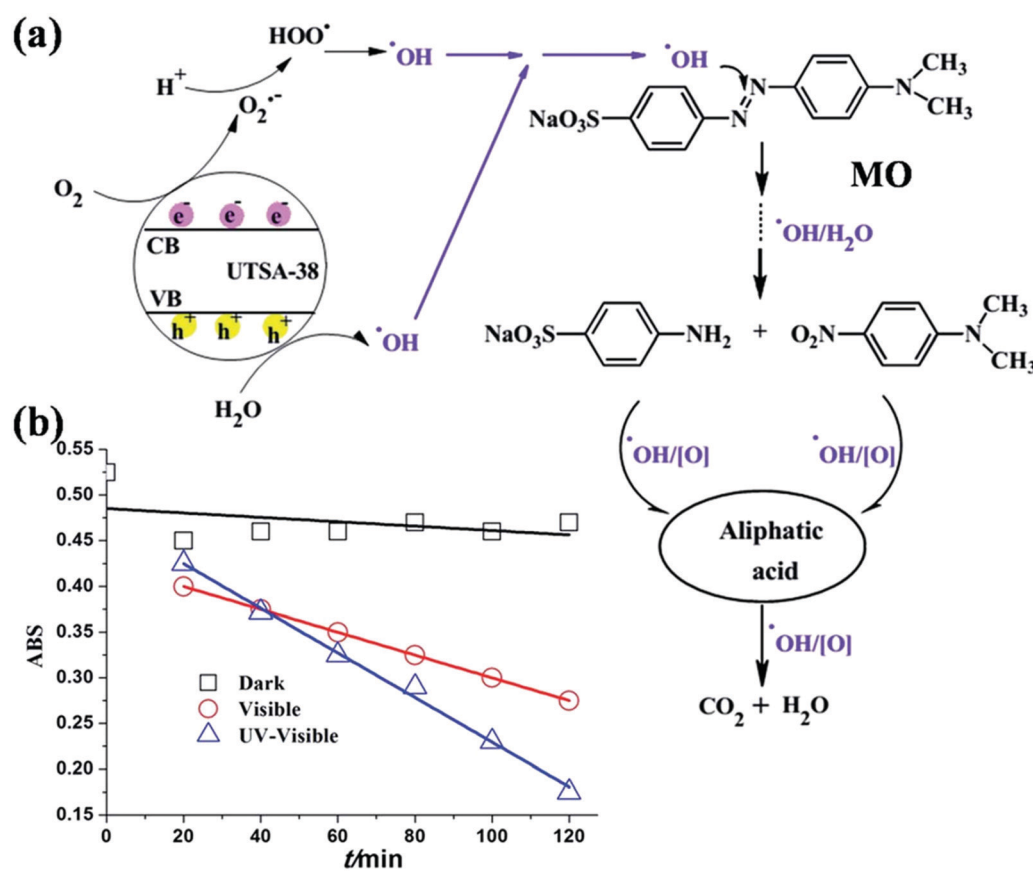 (a)
HOO•
•OH
•OH
H+
O2•-
O2
e- e- e-
CB
UTSA-38
VB
h+ h+ h+
•OH
H2O
NaO3S
N
N
N
CH3
CH3
MO
•OH/H2O
NaO3S
NH2
+
O2N
N
CH3
CH3
•OH/[O]
•OH/[O]
Aliphatic
acid
•OH/[O]
CO2 + H2O
(b)
0.55
0.50
0.45
0.40
0.35
0.30
0.25
0.20
0.15
ABS
Dark
Visible
UV-Visible
0 20 40 60 80 100 120
t/min